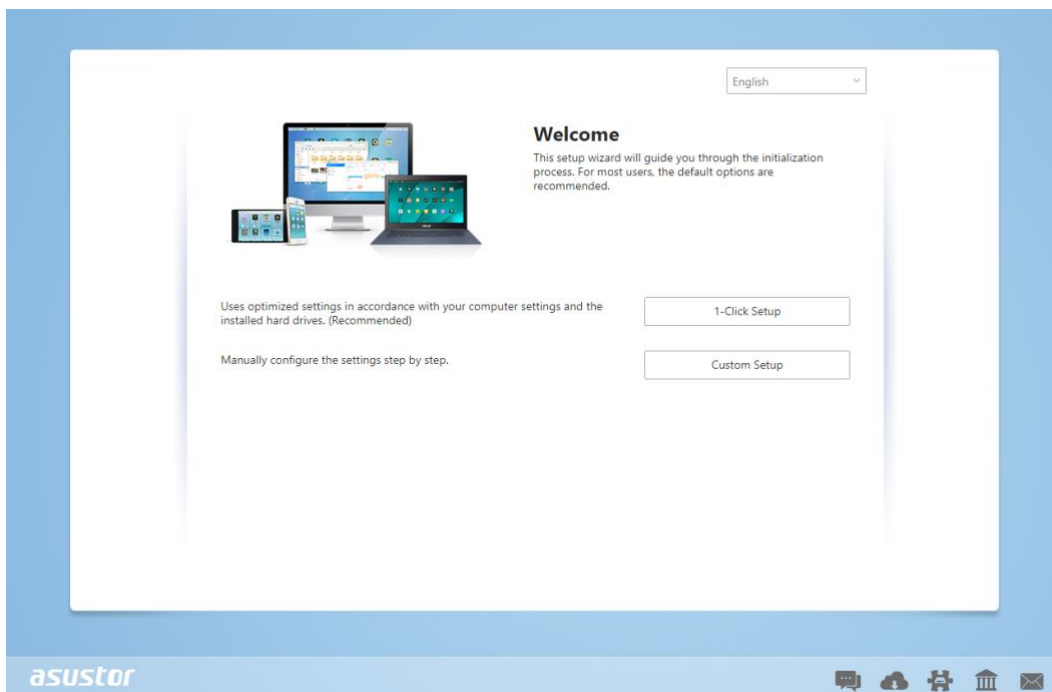 English
Welcome
This setup wizard will guide you through the initialization
process. For most users, the default options are
recommended.
Uses optimized settings in accordance with your computer settings and the
installed hard drives. (Recommended)
1-Click Setup
Manually configure the settings step by step.
Custom Setup
asustor